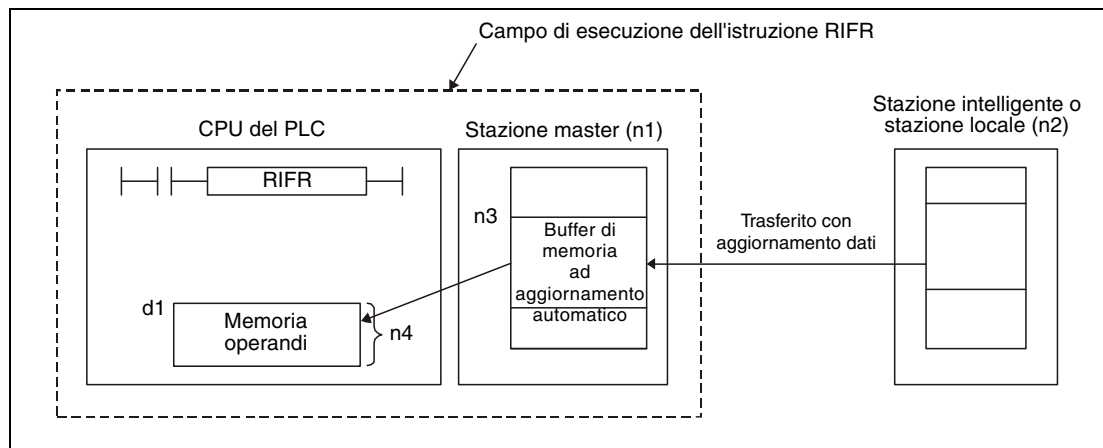 Campo di esecuzione dell'istruzione RIFR
CPU del PLC
Stazione master (n1)
Stazione intelligente o
stazione locale (n2)
RIFR
n3
Buffer di
memoria
ad
aggiornamento
automatico
Trasferito con
aggiornamento dati
d1
Memoria
operandi
n4